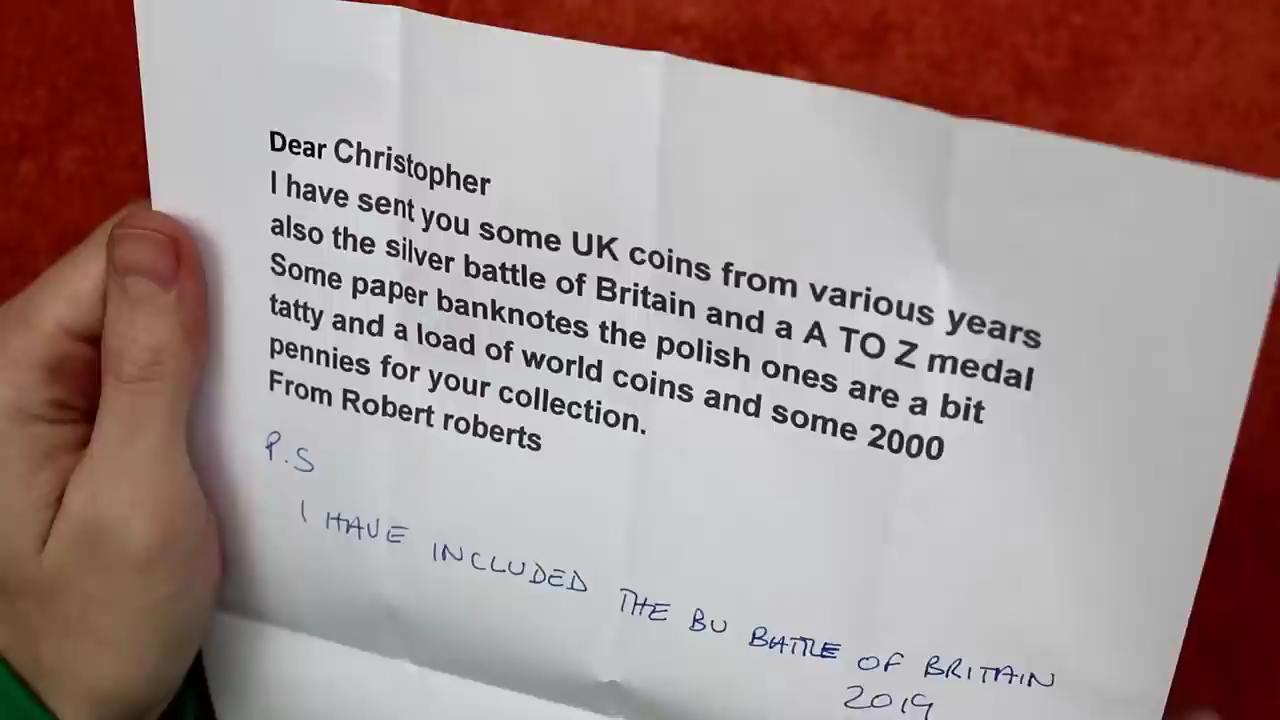 Dear Christopher
I have sent you some UK coins from various years
also the silver battle of Britain and a A TO Z medal
Some paper banknotes the polish ones are a bit
tatty and a load of world coins and some 2000
pennies for your collection.
From Robert roberts
P.S
I HAVE INCLUDED THE BU BATTLE OF BRITAIN
2019